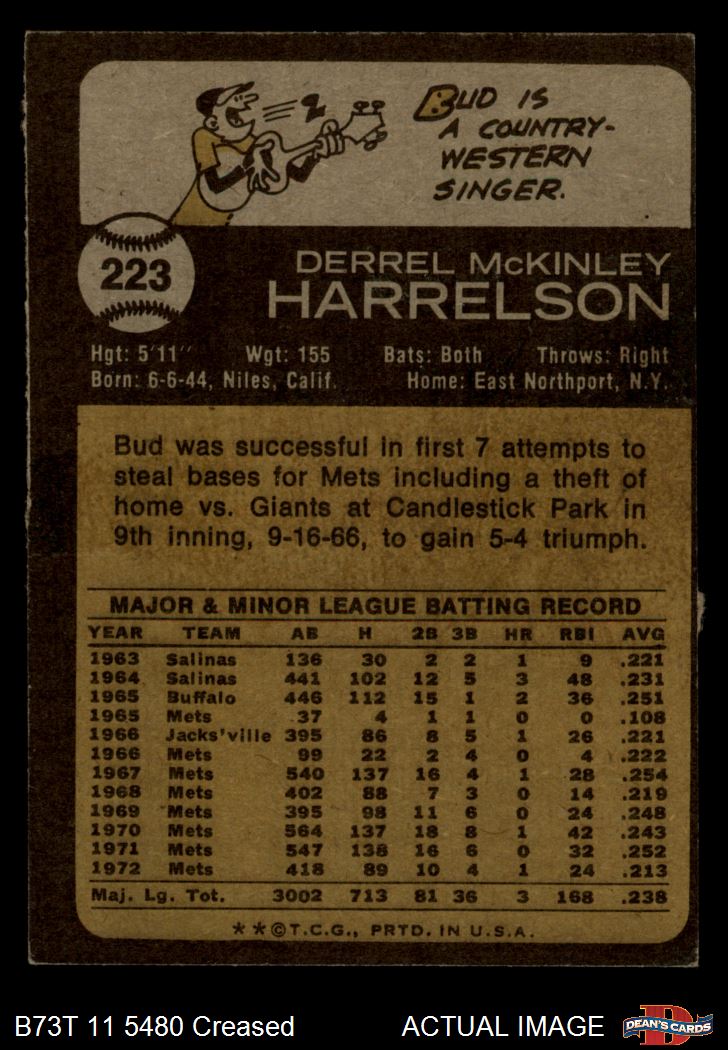 BUD IS
A COUNTRY-
WESTERN
SINGER.
223
DERREL McKINLEY
HARRELSON
Hgt: 5'11" Wgt: 155 Bats: Both Throws: Right
Born: 6-6-44, Niles, Calif. Home: East Northport, N.Y.
Bud was successful in first 7 attempts to
steal bases for Mets including a theft of
home vs. Giants at Candlestick Park in
9th inning, 9-16-66, to gain 5-4 triumph.
MAJOR & MINOR LEAGUE BATTING RECORD
YEAR TEAM AB H 2B 3B HR RBI AVG
1963 Salinas 136 30 2 2 1 9 .221
1964 Salinas 441 102 12 5 3 48 .231
1965 Buffalo 446 112 15 1 2 36 .251
1965 Mets 37 4 1 1 0 0 .108
1966 Jacks'ville 395 86 8 5 1 26 .221
1966 Mets 99 22 2 4 0 4 .222
1967 Mets 540 137 16 4 1 28 .254
1968 Mets 402 88 7 3 0 14 .219
1969 Mets 395 98 11 6 0 24 .248
1970 Mets 564 137 18 8 1 42 .243
1971 Mets 547 138 16 6 0 32 .252
1972 Mets 418 89 10 4 1 24 .213
Maj. Lg. Tot. 3002 713 81 36 3 168 .238
**©T.C.G., PRTD. IN U.S.A.
B73T 11 5480 Creased ACTUAL IMAGE DEAN'S CARDS